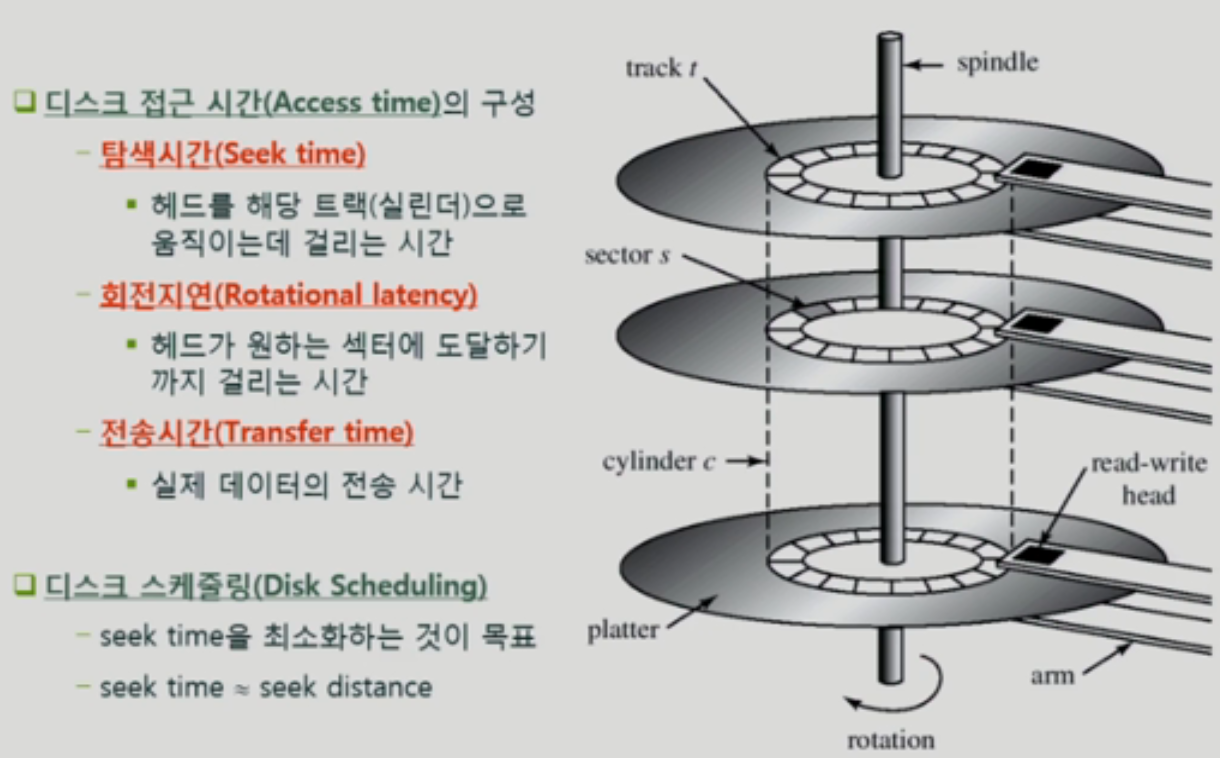 디스크 접근 시간(Access time)의 구성
– 탐색시간(Seek time)
▪ 헤드를 해당 트랙(실린더)으로
움직이는데 걸리는 시간
– 회전지연(Rotational latency)
▪ 헤드가 원하는 섹터에 도달하기
까지 걸리는 시간
– 전송시간(Transfer time)
▪ 실제 데이터의 전송 시간
디스크 스케줄링(Disk Scheduling)
– seek time을 최소화하는 것이 목표
– seek time ≈ seek distance
track t
spindle
sector s
cylinder c
read-write
head
platter
arm
rotation